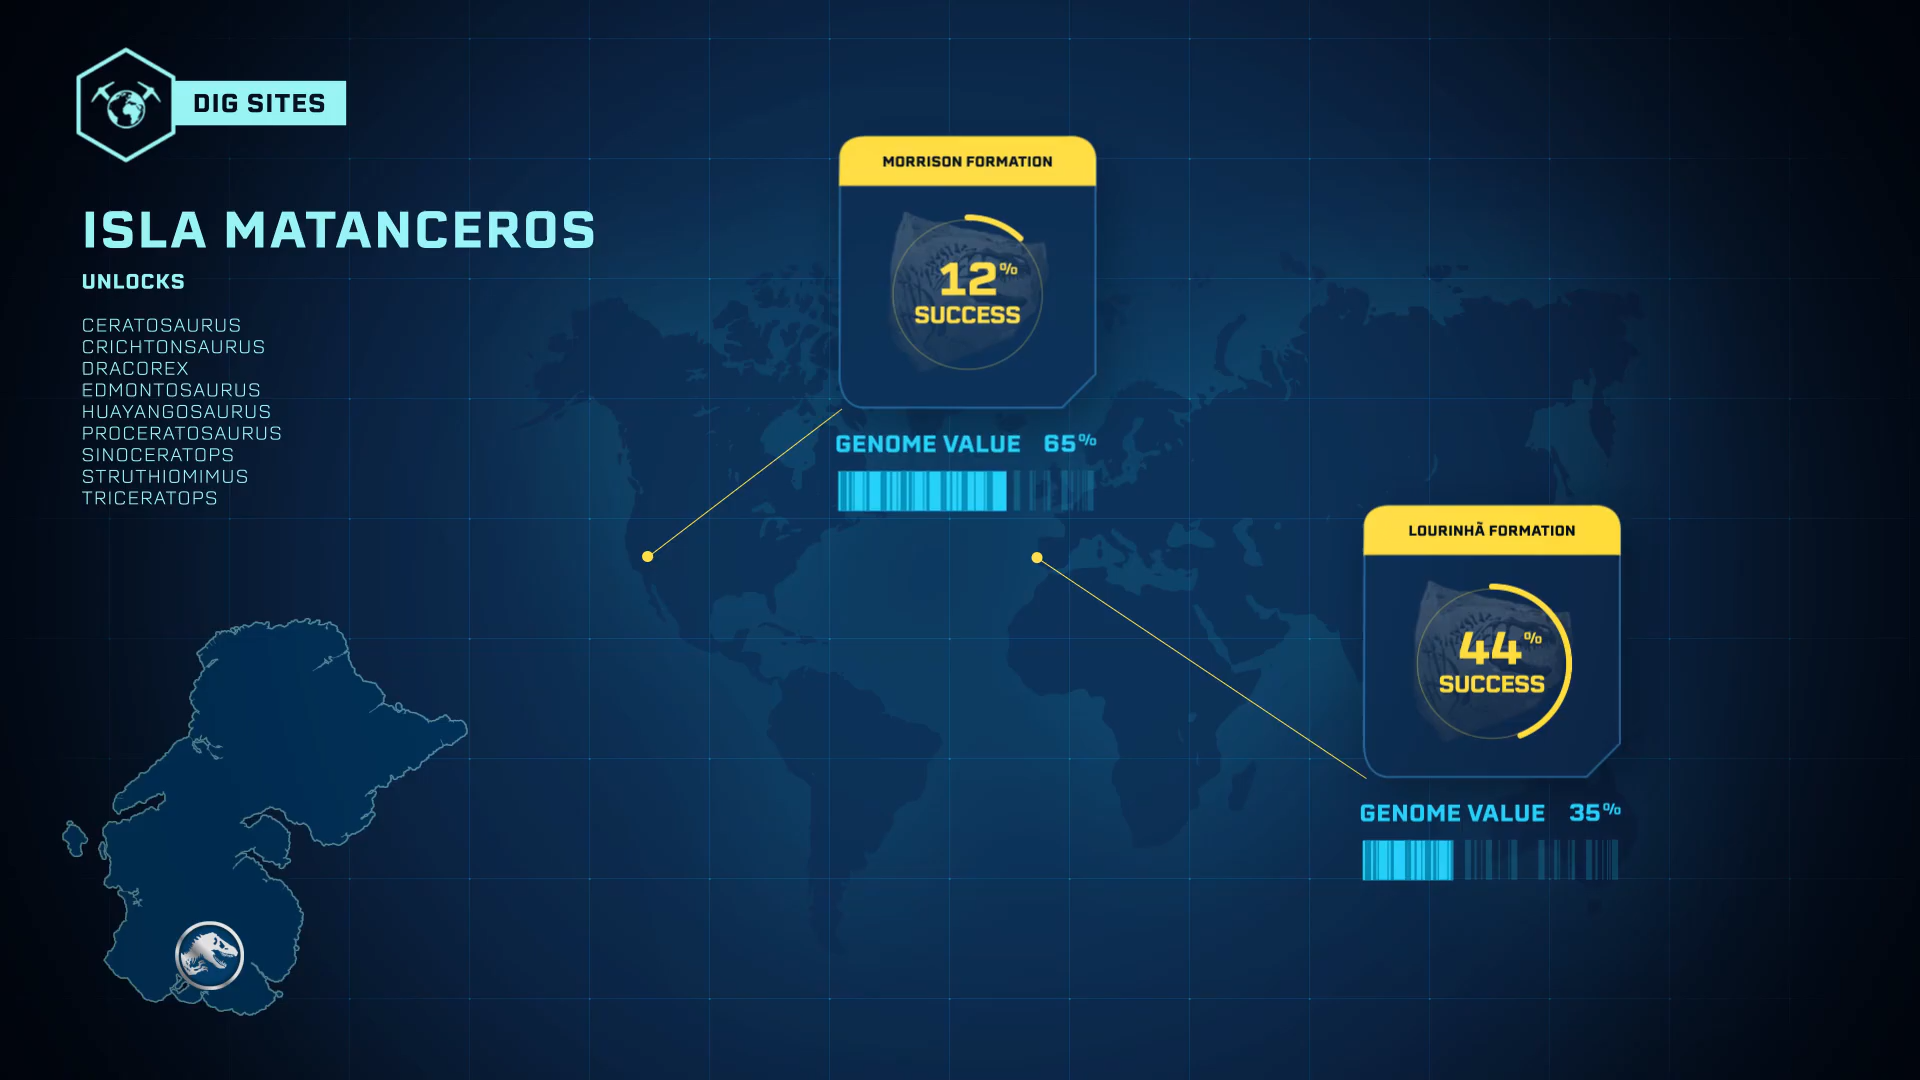 DIG SITES
ISLA MATANCEROS
UNLOCKS
CERATOSAURUS
CRICHTONSAURUS
DRACOREX
EDMONTOSAURUS
HUAYANGOSAURUS
PROCERATOSAURUS
SINOCERATOPS
STRUTHIOMIMUS
TRICERATOPS
MORRISON FORMATION
12%
SUCCESS
GENOME VALUE 65%
LOURINHÃ FORMATION
44%
SUCCESS
GENOME VALUE 35%